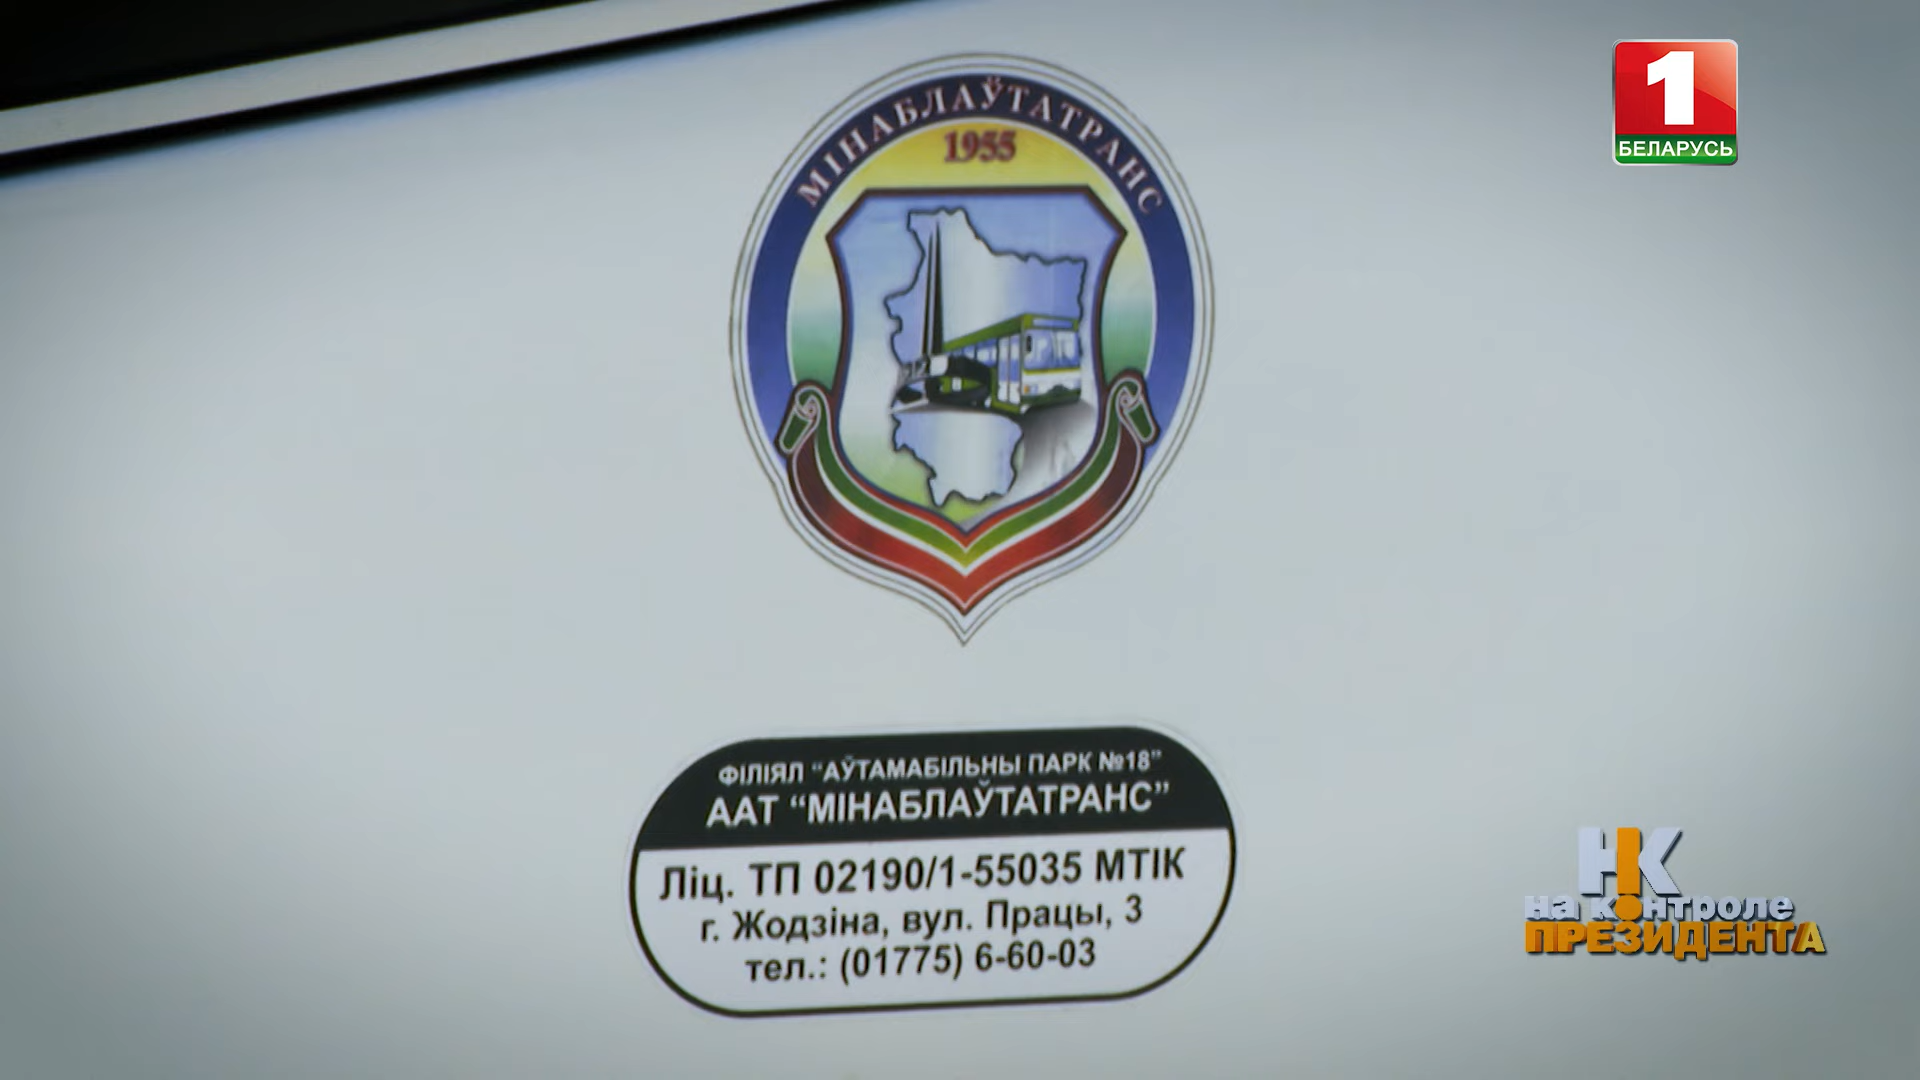 МІНАБЛАЎТАТРАНС
1955
1
БЕЛАРУСЬ
ФІЛІЯЛ “АЎТАМАБІЛЬНЫ ПАРК №18”
ААТ “МІНАБЛАЎТАТРАНС”
Ліц. ТП 02190/1-55035 МТІК
г. Жодзіна, вул. Працы, 3
тел.: (01775) 6-60-03
НК
на контроле
ПРЕЗИДЕНТА